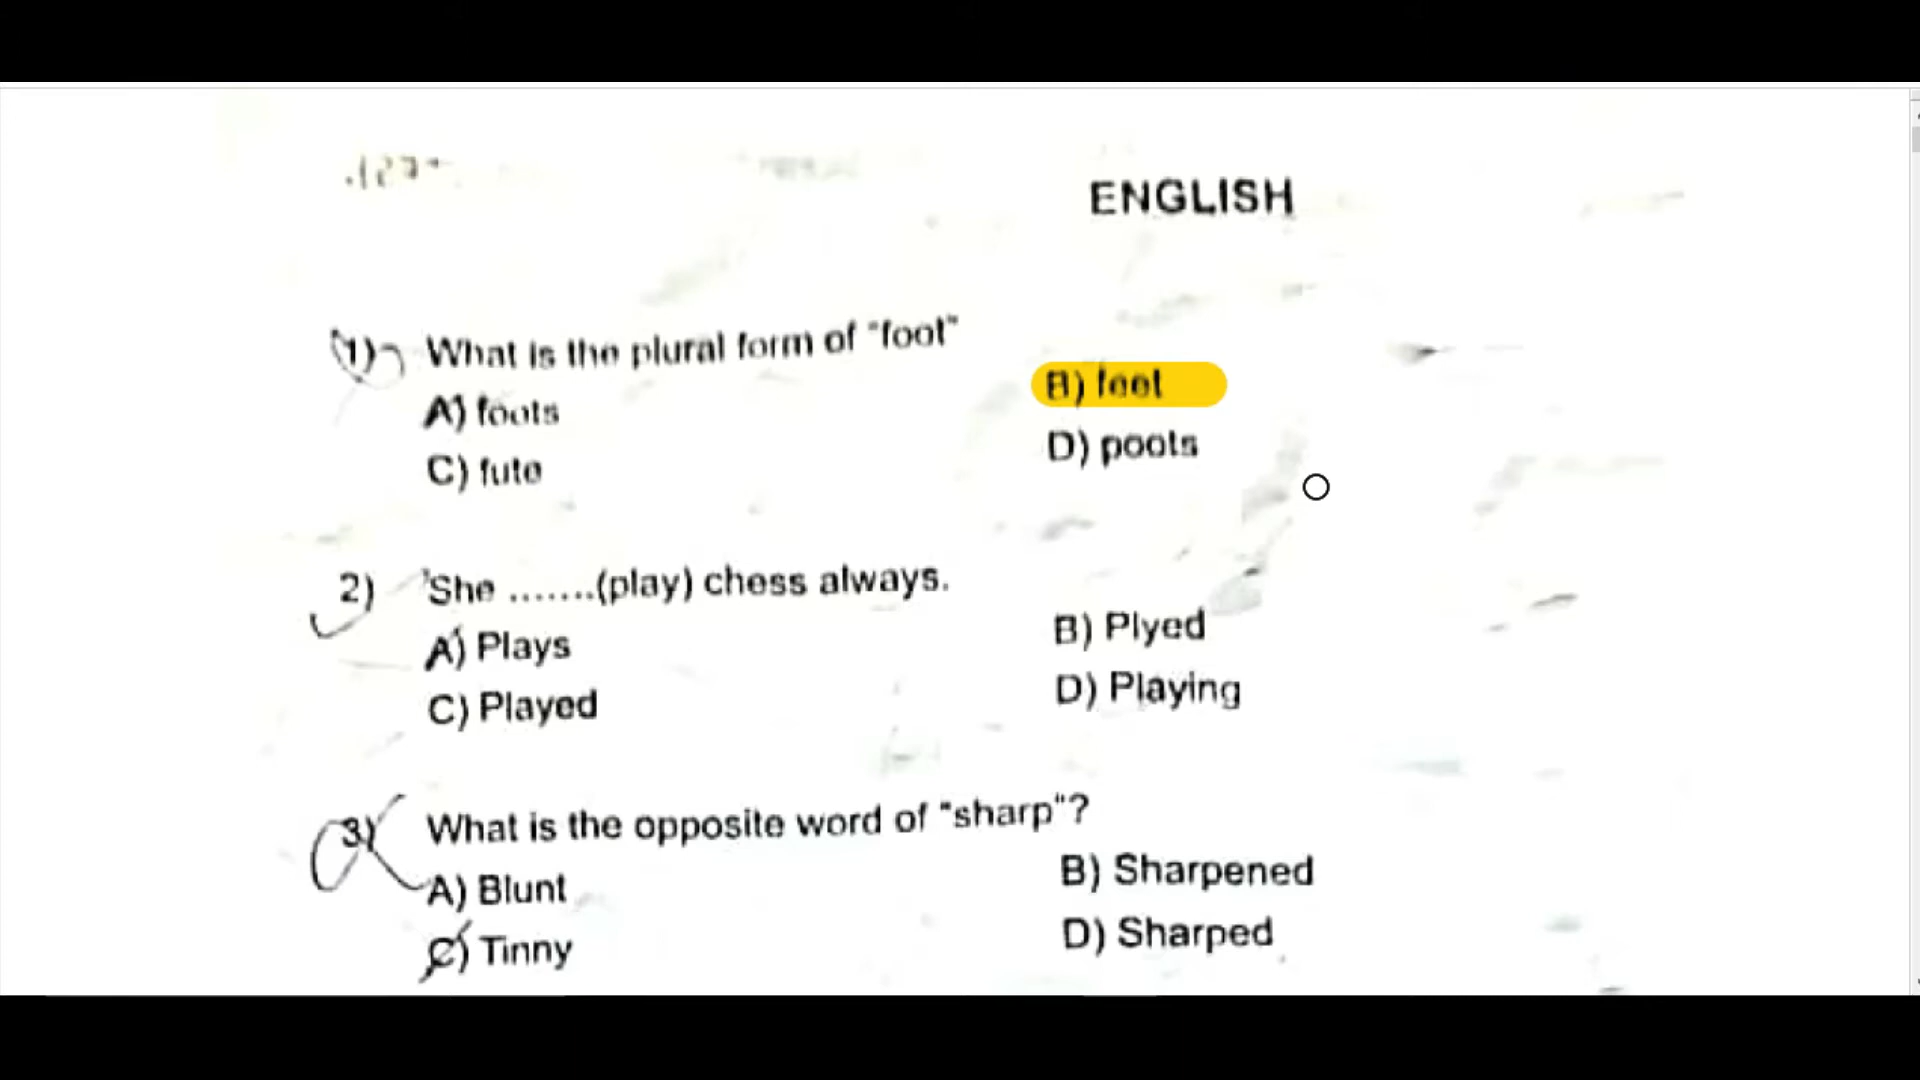 ENGLISH
1) What is the plural form of "foot"
A) foots
B) feet
C) fute
D) poots
2) She .......(play) chess always.
A) Plays
B) Plyed
C) Played
D) Playing
3) What is the opposite word of "sharp"?
A) Blunt
B) Sharpened
C) Tinny
D) Sharped